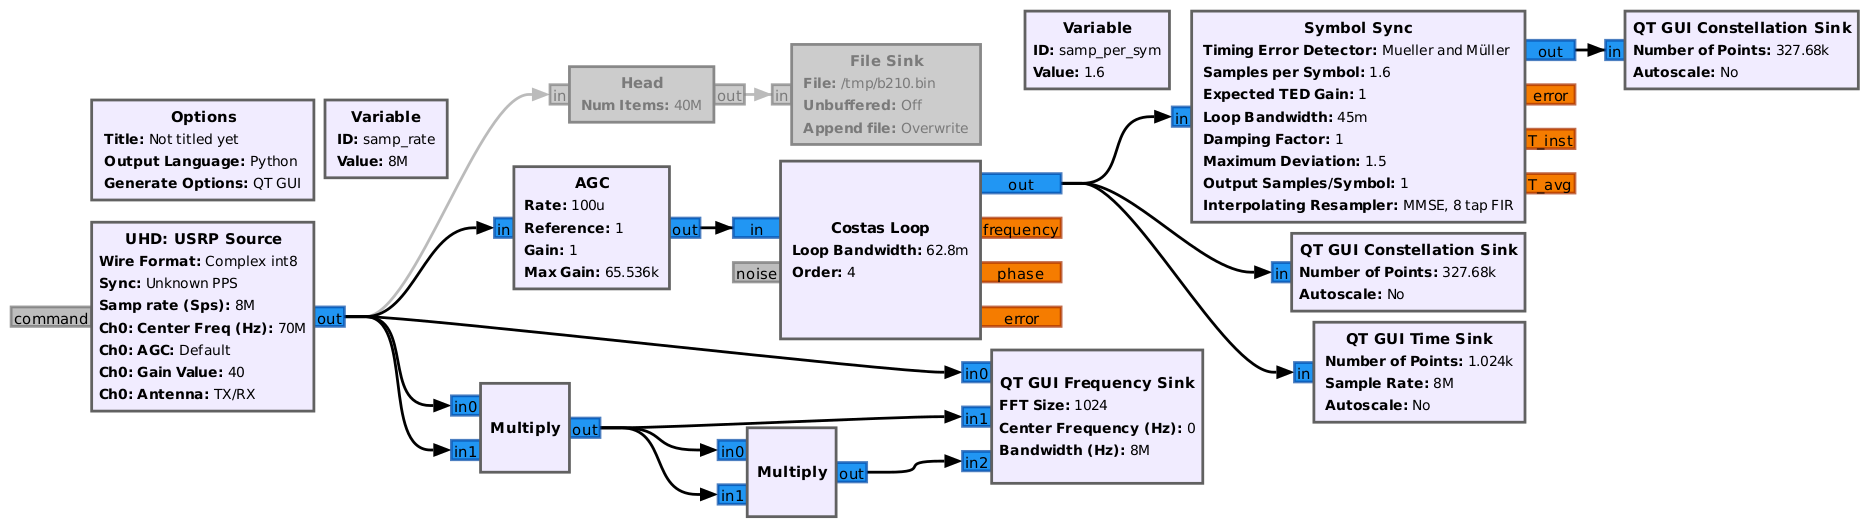 Options
Title: Not titled yet
Output Language: Python
Generate Options: QT GUI
Variable
ID: samp_rate
Value: 8M
Head
Num Items: 40M
in
out
File Sink
File: /tmp/b210.bin
Unbuffered: Off
Append file: Overwrite
in
Variable
ID: samp_per_sym
Value: 1.6
Symbol Sync
Timing Error Detector: Mueller and Müller
Samples per Symbol: 1.6
Expected TED Gain: 1
Loop Bandwidth: 45m
Damping Factor: 1
Maximum Deviation: 1.5
Output Samples/Symbol: 1
Interpolating Resampler: MMSE, 8 tap FIR
in
out
error
T_inst
T_avg
QT GUI Constellation Sink
Number of Points: 327.68k
Autoscale: No
in
UHD: USRP Source
Wire Format: Complex int8
Sync: Unknown PPS
Samp rate (Sps): 8M
Ch0: Center Freq (Hz): 70M
Ch0: AGC: Default
Ch0: Gain Value: 40
Ch0: Antenna: TX/RX
command
out
AGC
Rate: 100u
Reference: 1
Gain: 1
Max Gain: 65.536k
in
out
Costas Loop
Loop Bandwidth: 62.8m
Order: 4
in
noise
out
frequency
phase
error
QT GUI Constellation Sink
Number of Points: 327.68k
Autoscale: No
in
QT GUI Time Sink
Number of Points: 1.024k
Sample Rate: 8M
Autoscale: No
in
Multiply
in0
in1
out
Multiply
in0
in1
out
QT GUI Frequency Sink
FFT Size: 1024
Center Frequency (Hz): 0
Bandwidth (Hz): 8M
in0
in1
in2